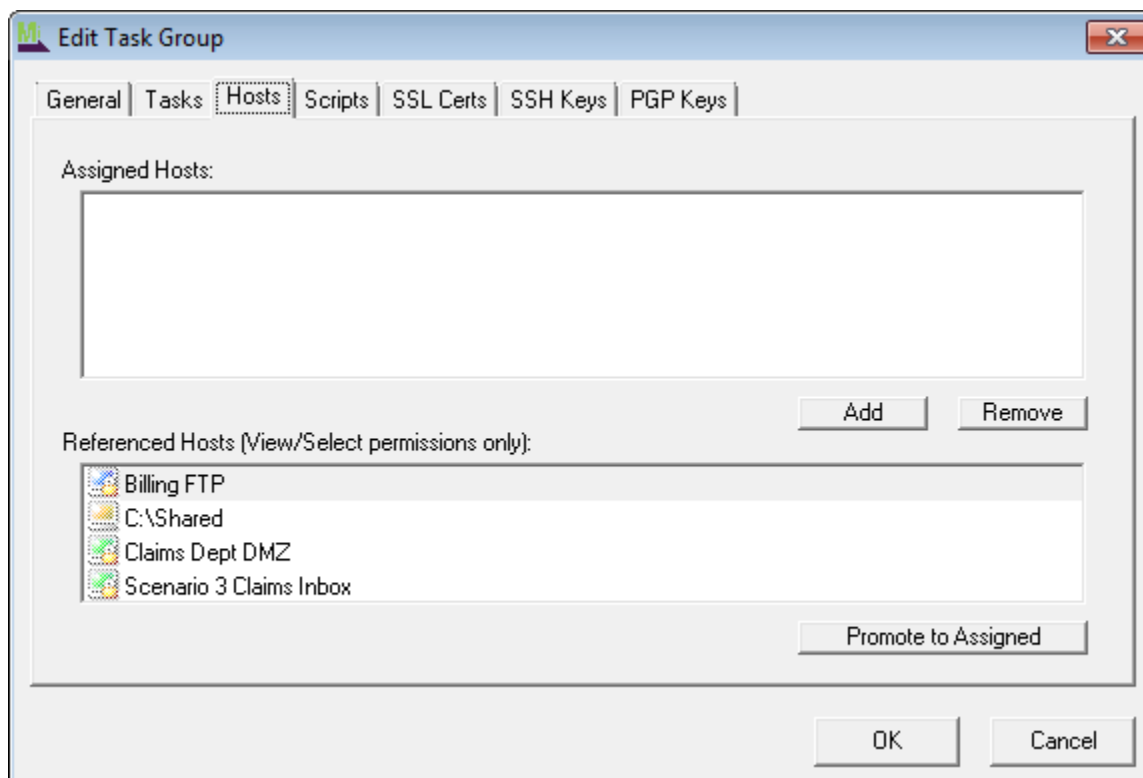 Edit Task Group
General Tasks Hosts Scripts SSL Certs SSH Keys PGP Keys
Assigned Hosts:
Add Remove
Referenced Hosts (View/Select permissions only):
Billing FTP
C:\Shared
Claims Dept DMZ
Scenario 3 Claims Inbox
Promote to Assigned
OK Cancel